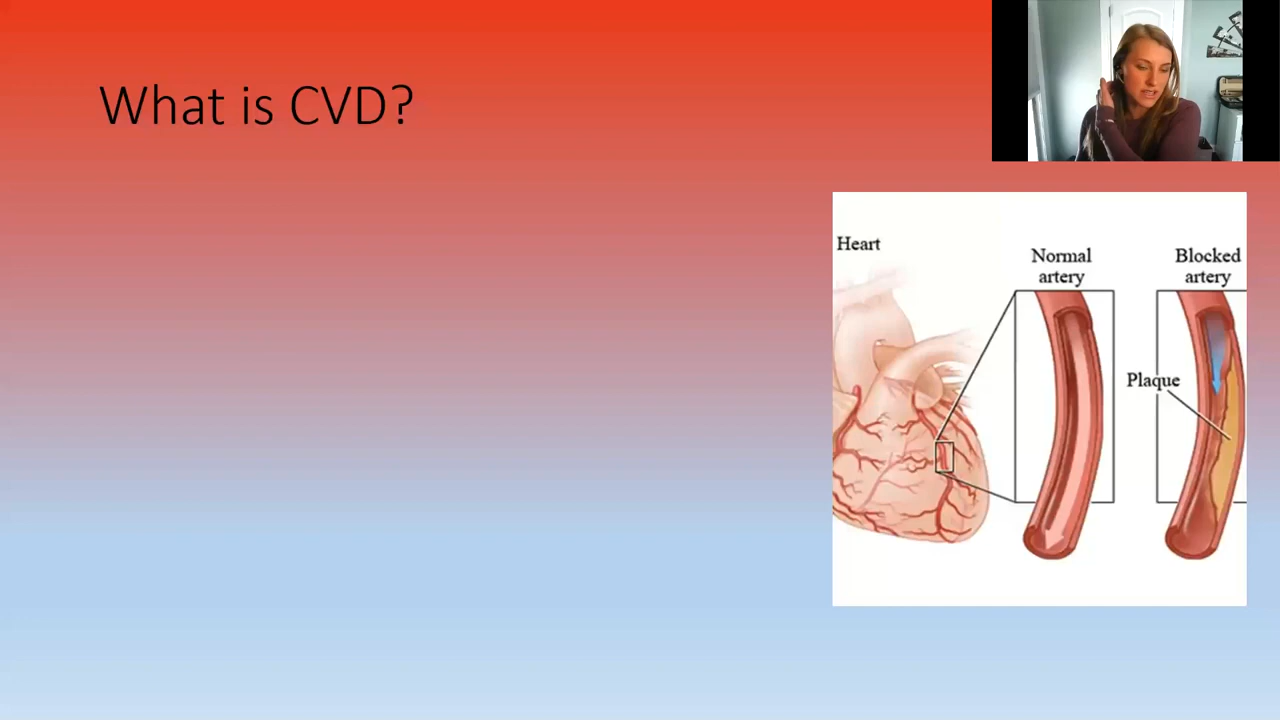 What is CVD?
Heart
Normal
artery
Blocked
artery
Plaque